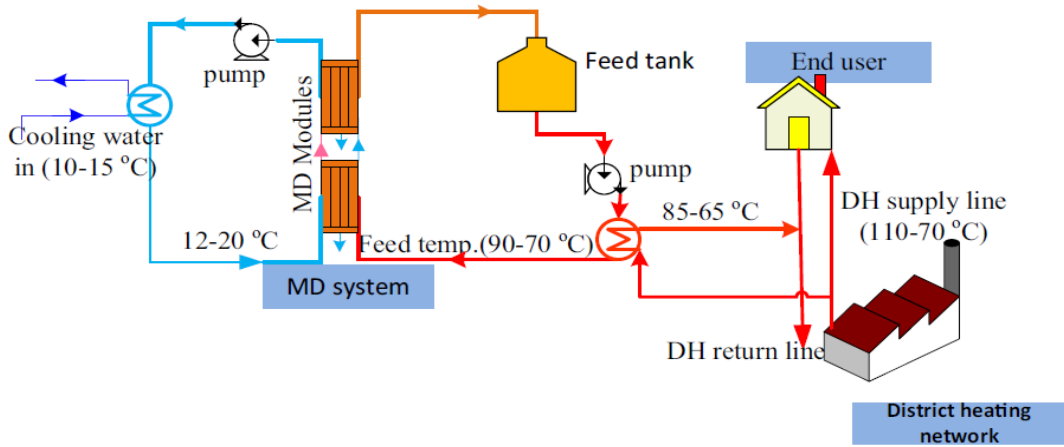 pump
Cooling water
in (10-15 °C)
12-20 °C
MD Modules
MD system
Feed temp.(90-70 °C)
Feed tank
pump
85-65 °C
End user
DH supply line
(110-70 °C)
DH return line
District heating
network